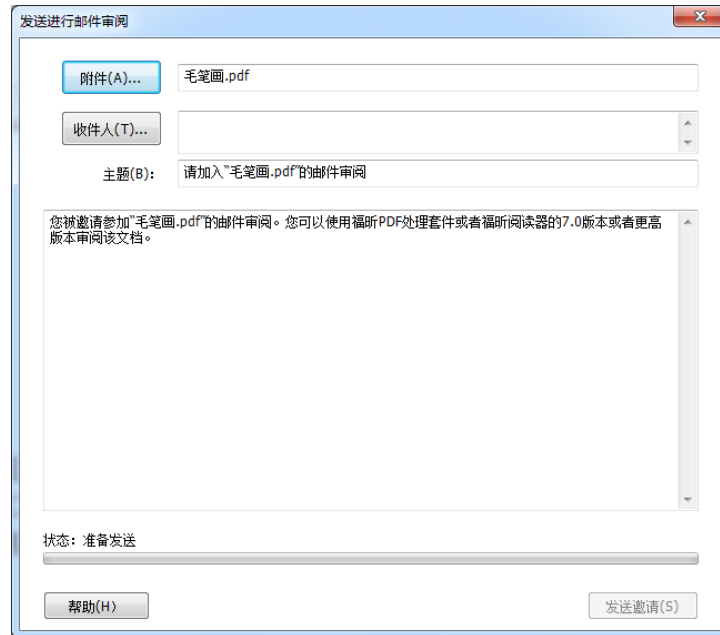 发送进行邮件审阅
附件(A)...
毛笔画.pdf
收件人(T)...
主题(B):
请加入“毛笔画.pdf”的邮件审阅
您被邀请参加“毛笔画.pdf”的邮件审阅。您可以使用福昕PDF处理套件或者福昕阅读器的7.0版本或者更高
版本审阅该文档。
状态：准备发送
帮助(H)
发送邀请(S)